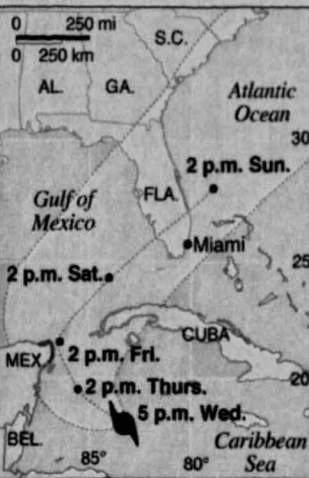 0 250 mi
0 250 km
S.C.
AL.
GA.
Atlantic
Ocean
30
2 p.m. Sun.
Gulf of
Mexico
FLA.
Miami
25
2 p.m. Sat.
CUBA
MEX.
2 p.m. Fri.
20
2 p.m. Thurs.
5 p.m. Wed.
BEL.
Caribbean
Sea
85°
80°